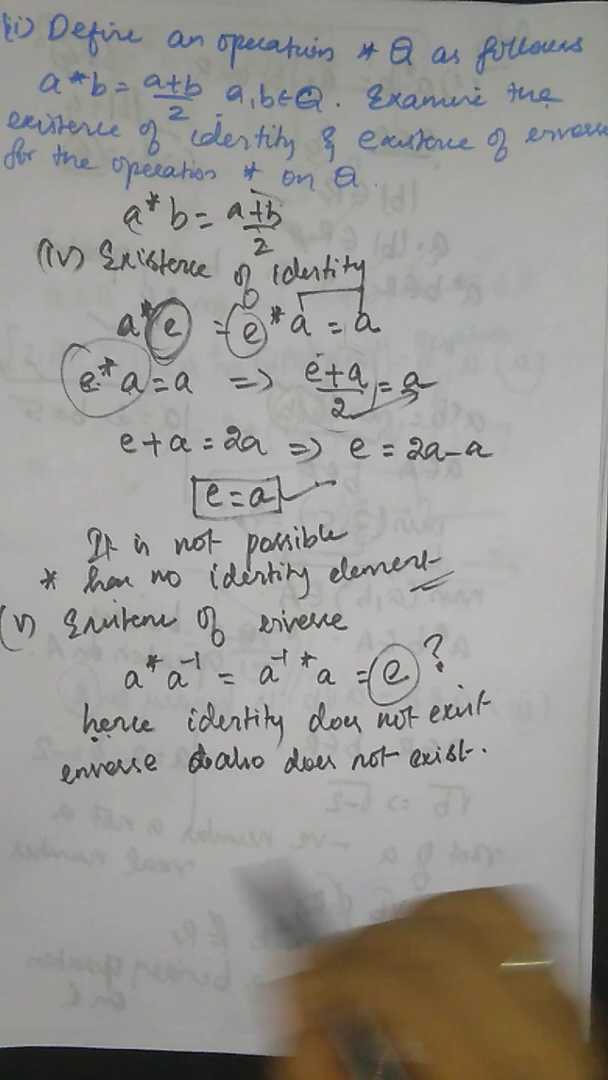 (i) Define an operation * Q as follows
a*b = a+b/2 a,b∈Q. Examine the
existence of identity & existence of inverse
for the operation * on Q.
a*b = a+b/2
(iv) Existence of identity
a*e = e*a = a
e*a = a => e+a/2 = a
e+a = 2a => e = 2a-a
e = a
It is not possible
* has no identity element
(v) Existence of inverse
a*a⁻¹ = a⁻¹*a = e ?
hence identity does not exist
inverse also does not exist.